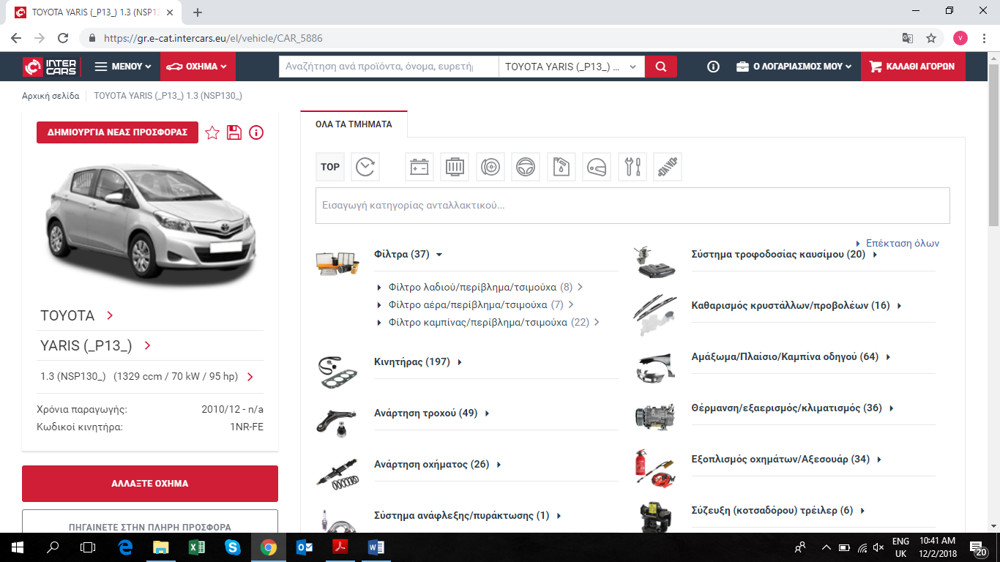 TOYOTA YARIS (_P13_) 1.3 (NSP13
https://gr.e-cat.intercars.eu/el/vehicle/CAR_5886
v
INTER CARS
ΜΕΝΟΥ
ΟΧΗΜΑ
Αναζήτηση ανά προϊόντα, όνομα, ευρετήρ
TOYOTA YARIS (_P13_) ...
Ο ΛΟΓΑΡΙΑΣΜΟΣ ΜΟΥ
ΚΑΛΑΘΙ ΑΓΟΡΩΝ
Αρχική σελίδα
TOYOTA YARIS (_P13_) 1.3 (NSP130_)
ΔΗΜΙΟΥΡΓΙΑ ΝΕΑΣ ΠΡΟΣΦΟΡΑΣ
TOYOTA
YARIS (_P13_)
1.3 (NSP130_) (1329 ccm / 70 kW / 95 hp)
Χρόνια παραγωγής: 2010/12 - n/a
Κωδικοί κινητήρα: 1NR-FE
ΑΛΛΑΞΤΕ ΟΧΗΜΑ
ΠΗΓΑΙΝΕΤΕ ΣΤΗΝ ΠΛΗΡΗ ΠΡΟΣΦΟΡΑ
ΟΛΑ ΤΑ ΤΜΗΜΑΤΑ
TOP
Εισαγωγή κατηγορίας ανταλλακτικού...
Επέκταση όλων
Φίλτρα (37)
Φίλτρο λαδιού/περίβλημα/τσιμούχα (8)
Φίλτρο αέρα/περίβλημα/τσιμούχα (7)
Φίλτρο καμπίνας/περίβλημα/τσιμούχα (22)
Κινητήρας (197)
Ανάρτηση τροχού (49)
Ανάρτηση οχήματος (26)
Σύστημα ανάφλεξης/πυράκτωσης (1)
Σύστημα τροφοδοσίας καυσίμου (20)
Καθαρισμός κρυστάλλων/προβολέων (16)
Αμάξωμα/Πλαίσιο/Καμπίνα οδηγού (64)
Θέρμανση/εξαερισμός/κλιματισμός (36)
Εξοπλισμός οχημάτων/Αξεσουάρ (34)
Σύζευξη (κοτσαδόρου) τρέιλερ (6)
ENG
UK
10:41 AM
12/2/2018
20